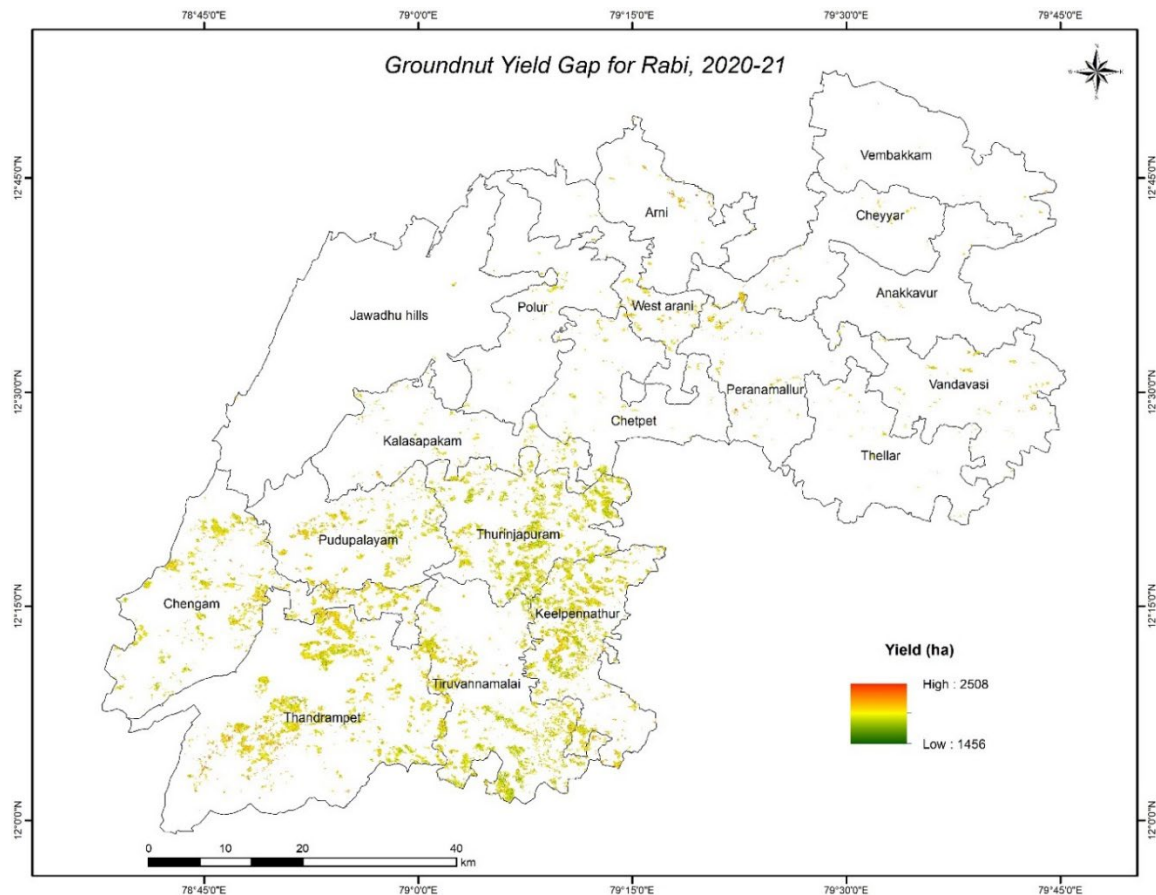 78°45'0"E 79°0'0"E 79°15'0"E 79°30'0"E 79°45'0"E
Groundnut Yield Gap for Rabi, 2020-21
Vembakkam
12°45'0"N 12°45'0"N
Arni
Cheyyar
Anakkavur
West arani
Polur
Jawadhu hills
Vandavasi
Peranamallur
12°30'0"N 12°30'0"N
Chetpet
Kalasapakam
Thellar
Thurinjapuram
Pudupalayam
Chengam
12°15'0"N 12°15'0"N
Keelpennathur
Yield (ha)
High : 2508
Low : 1456
Tiruvannamalai
Thandrampet
12°0'0"N 12°0'0"N
0 10 20 40
km
78°45'0"E 79°0'0"E 79°15'0"E 79°30'0"E 79°45'0"E